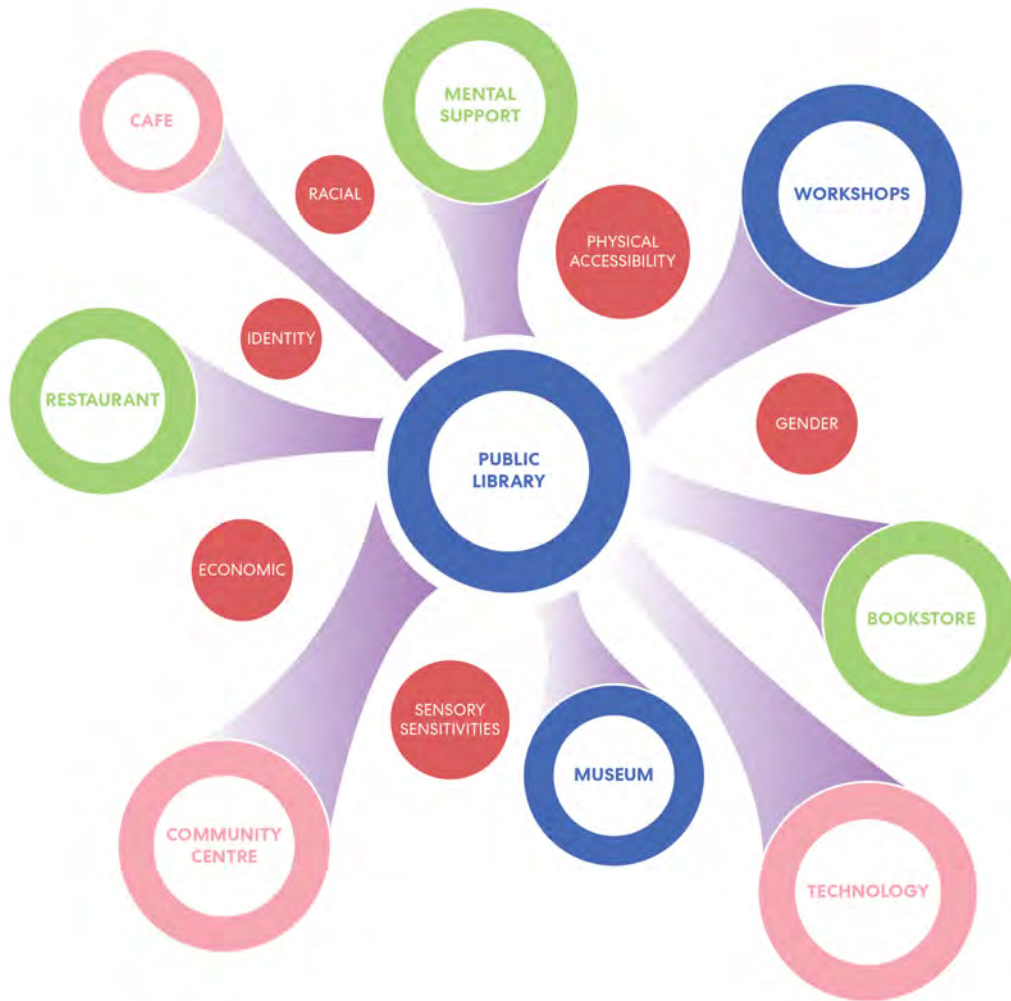 MENTAL
SUPPORT
CAFE
WORKSHOPS
RACIAL
PHYSICAL
ACCESSIBILITY
IDENTITY
RESTAURANT
GENDER
PUBLIC
LIBRARY
ECONOMIC
BOOKSTORE
SENSORY
SENSITIVITIES
MUSEUM
COMMUNITY
CENTRE
TECHNOLOGY